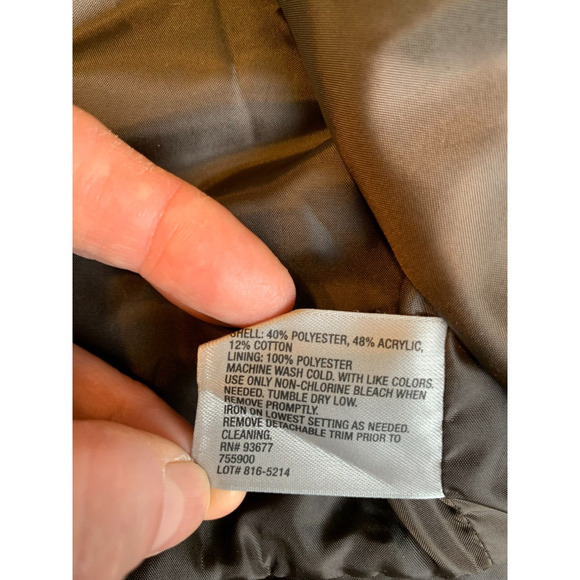 SHELL: 40% POLYESTER, 48% ACRYLIC,
12% COTTON
LINING: 100% POLYESTER
MACHINE WASH COLD. WITH LIKE COLORS.
USE ONLY NON-CHLORINE BLEACH WHEN
NEEDED. TUMBLE DRY LOW.
REMOVE PROMPTLY.
IRON ON LOWEST SETTING AS NEEDED.
REMOVE DETACHABLE TRIM PRIOR TO
CLEANING.
RN# 93677
755900
LOT# 816-5214